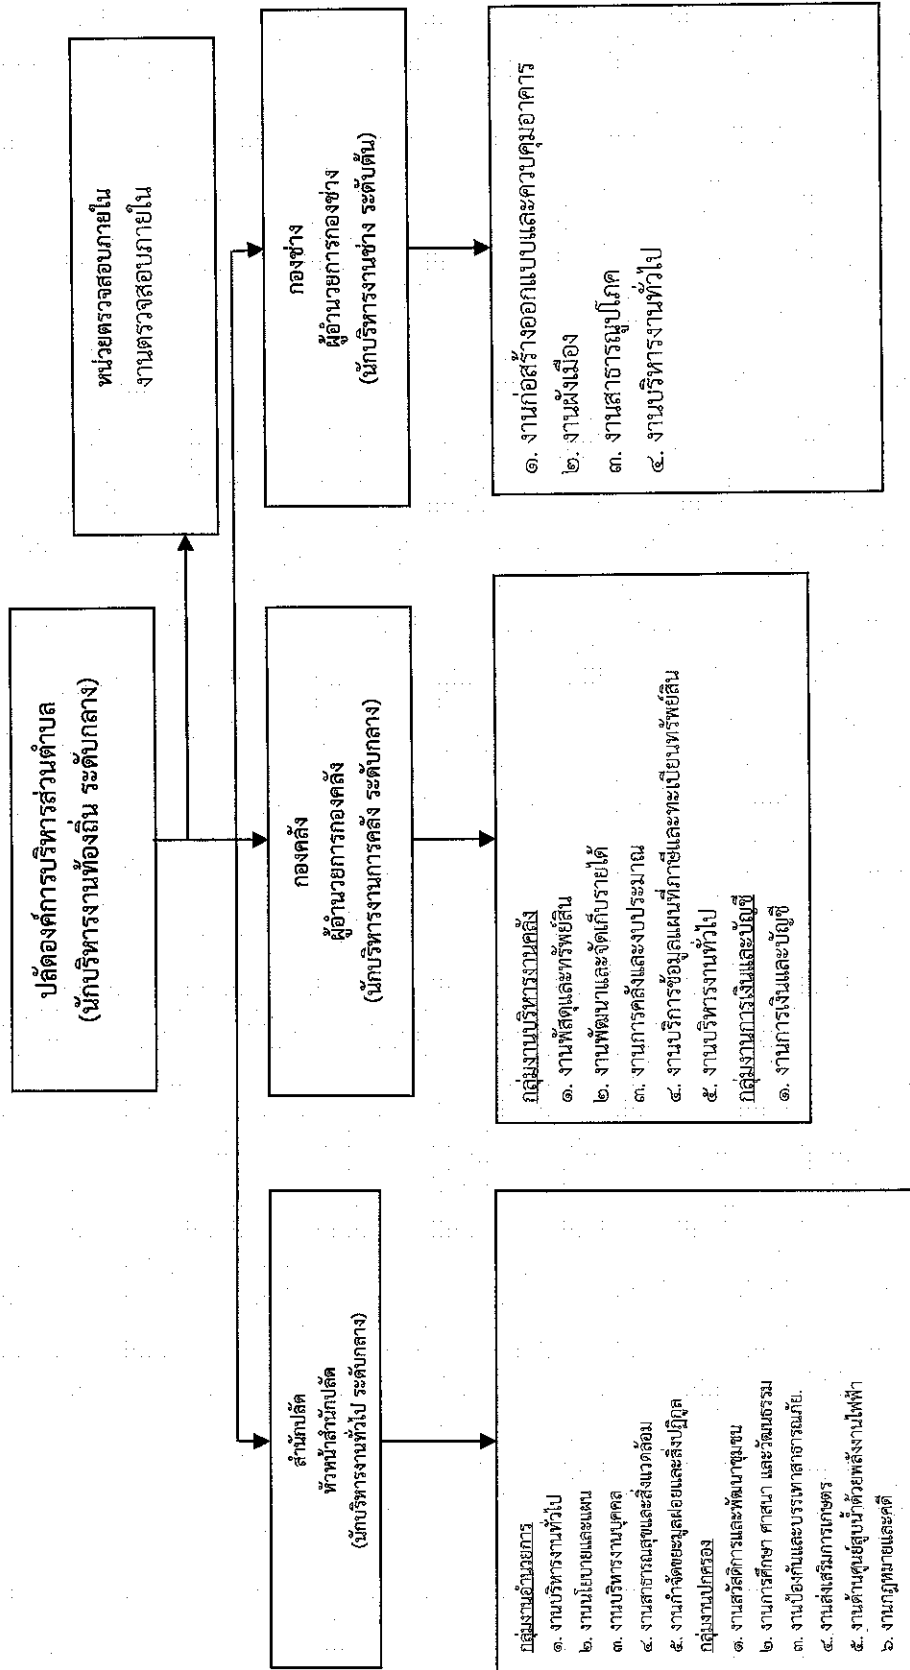 ปลัดองค์การบริหารส่วนตำบล
(นักบริหารงานท้องถิ่น ระดับกลาง)
หน่วยตรวจสอบภายใน
งานตรวจสอบภายใน
สำนักปลัด
หัวหน้าสำนักปลัด
(นักบริหารงานทั่วไป ระดับกลาง)
กองคลัง
ผู้อำนวยการกองคลัง
(นักบริหารงานการคลัง ระดับกลาง)
กองช่าง
ผู้อำนวยการกองช่าง
(นักบริหารงานช่าง ระดับต้น)
กลุ่มงานอำนวยการ
๑. งานบริหารงานทั่วไป
๒. งานนโยบายและแผน
๓. งานบริหารงานบุคคล
๔. งานสาธารณสุขและสิ่งแวดล้อม
๕. งานกำจัดขยะมูลฝอยและสิ่งปฏิกูล
กลุ่มงานปกครอง
๑. งานสวัสดิการและพัฒนาชุมชน
๒. งานการศึกษา ศาสนา และวัฒนธรรม
๓. งานป้องกันและบรรเทาสาธารณภัย.
๔. งานส่งเสริมการเกษตร
๕. งานด้านศูนย์สูบน้ำด้วยพลังงานไฟฟ้า
๖. งานกฎหมายและคดี
กลุ่มงานบริหารงานคลัง
๑. งานพัสดุและทรัพย์สิน
๒. งานพัฒนาและจัดเก็บรายได้
๓. งานการคลังและงบประมาณ
๔. งานบริการข้อมูลแผนที่ภาษีและทะเบียนทรัพย์สิน
๕. งานบริหารงานทั่วไป
กลุ่มงานการเงินและบัญชี
๑. งานการเงินและบัญชี
๑. งานก่อสร้างออกแบบและควบคุมอาคาร
๒. งานผังเมือง
๓. งานสาธารณูปโภค
๔. งานบริหารงานทั่วไป